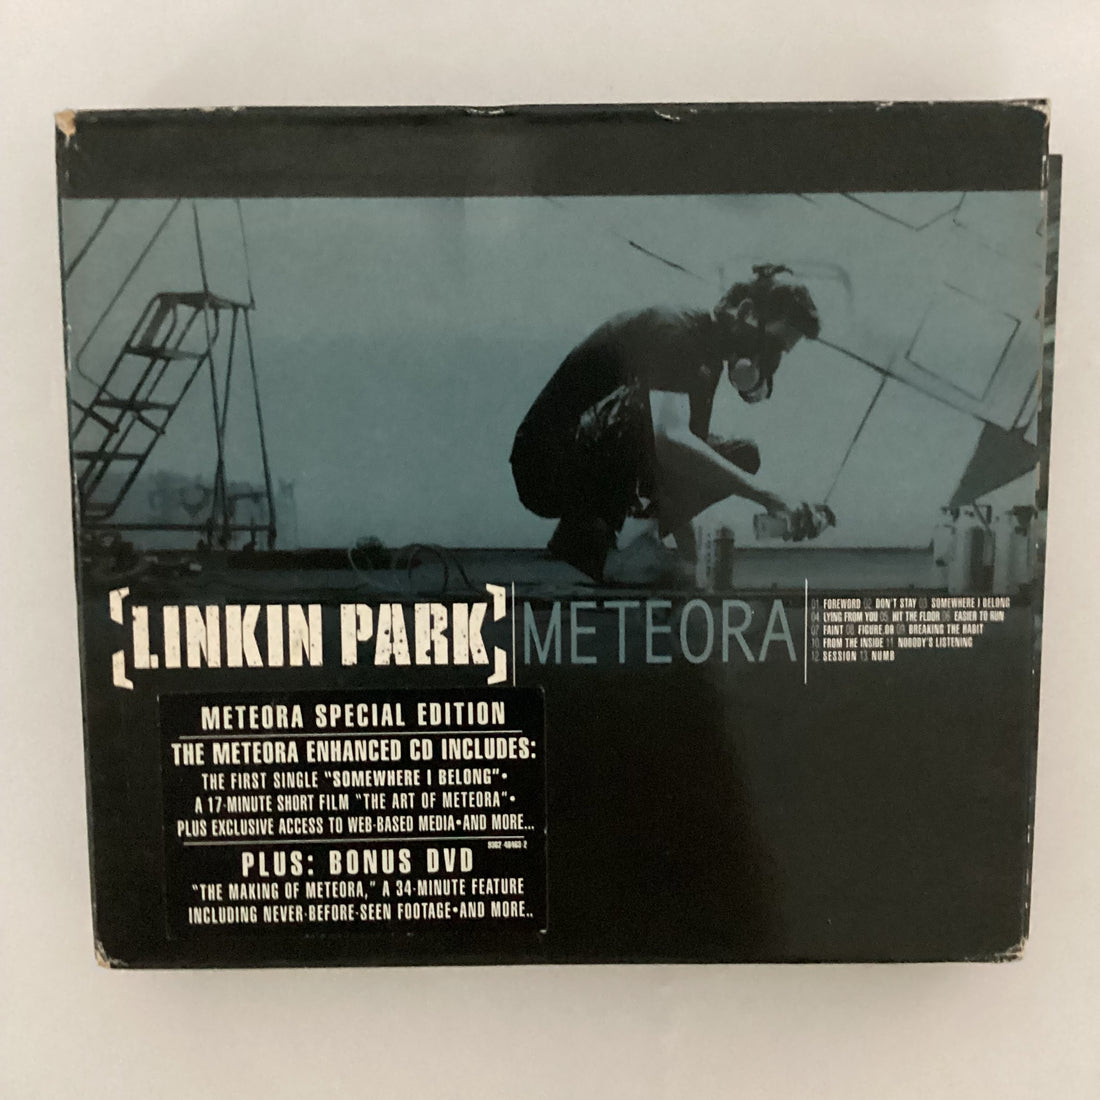 [LINKIN PARK] METEORA
01 FOREWORD 02 DON'T STAY 03 SOMEWHERE I BELONG
04 LYING FROM YOU 05 HIT THE FLOOR 06 EASIER TO RUN
07 FAINT 08 FIGURE.09 09 BREAKING THE HABIT
10 FROM THE INSIDE 11 NOBODY'S LISTENING
12 SESSION 13 NUMB
METEORA SPECIAL EDITION
THE METEORA ENHANCED CD INCLUDES:
THE FIRST SINGLE "SOMEWHERE I BELONG"•
A 17-MINUTE SHORT FILM "THE ART OF METEORA"•
PLUS EXCLUSIVE ACCESS TO WEB-BASED MEDIA•AND MORE...
9362 48463 2
PLUS: BONUS DVD
"THE MAKING OF METEORA," A 34-MINUTE FEATURE
INCLUDING NEVER-BEFORE-SEEN FOOTAGE•AND MORE..